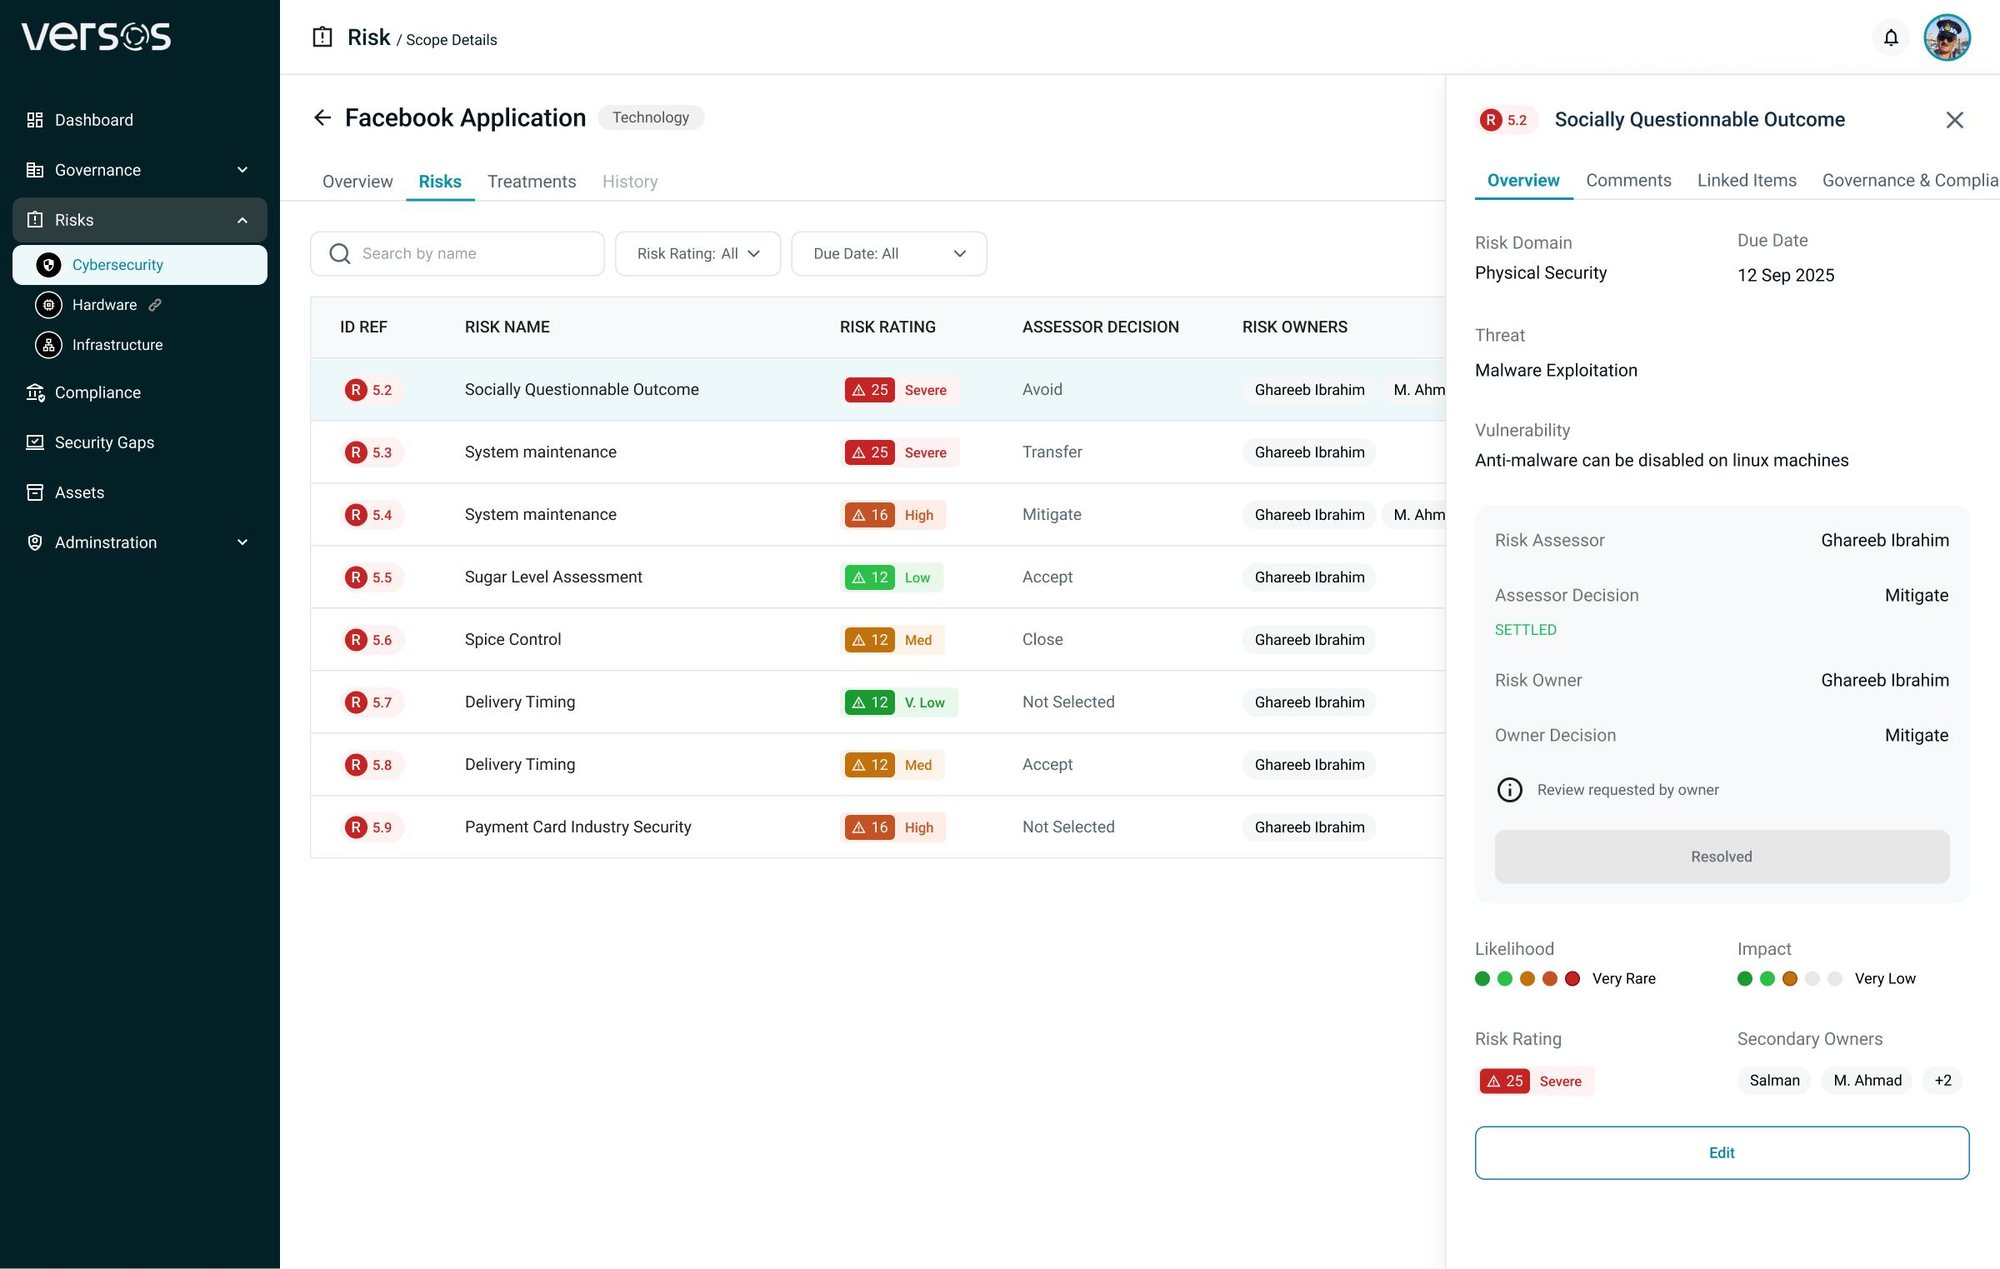 versos
Dashboard
Governance
Risks
Cybersecurity
Hardware
Infrastructure
Compliance
Security Gaps
Assets
Adminstration
Risk / Scope Details
Facebook Application Technology
Overview Risks Treatments History
Search by name Risk Rating: All Due Date: All
ID REF RISK NAME RISK RATING ASSESSOR DECISION RISK OWNERS
R 5.2 Socially Questionnable Outcome 25 Severe Avoid Ghareeb Ibrahim M. Ahm
R 5.3 System maintenance 25 Severe Transfer Ghareeb Ibrahim
R 5.4 System maintenance 16 High Mitigate Ghareeb Ibrahim M. Ahm
R 5.5 Sugar Level Assessment 12 Low Accept Ghareeb Ibrahim
R 5.6 Spice Control 12 Med Close Ghareeb Ibrahim
R 5.7 Delivery Timing 12 V. Low Not Selected Ghareeb Ibrahim
R 5.8 Delivery Timing 12 Med Accept Ghareeb Ibrahim
R 5.9 Payment Card Industry Security 16 High Not Selected Ghareeb Ibrahim
R 5.2 Socially Questionnable Outcome
Overview Comments Linked Items Governance & Complia
Risk Domain Due Date
Physical Security 12 Sep 2025
Threat
Malware Exploitation
Vulnerability
Anti-malware can be disabled on linux machines
Risk Assessor Ghareeb Ibrahim
Assessor Decision Mitigate
SETTLED
Risk Owner Ghareeb Ibrahim
Owner Decision Mitigate
Review requested by owner
Resolved
Likelihood Impact
Very Rare Very Low
Risk Rating Secondary Owners
25 Severe Salman M. Ahmad +2
Edit